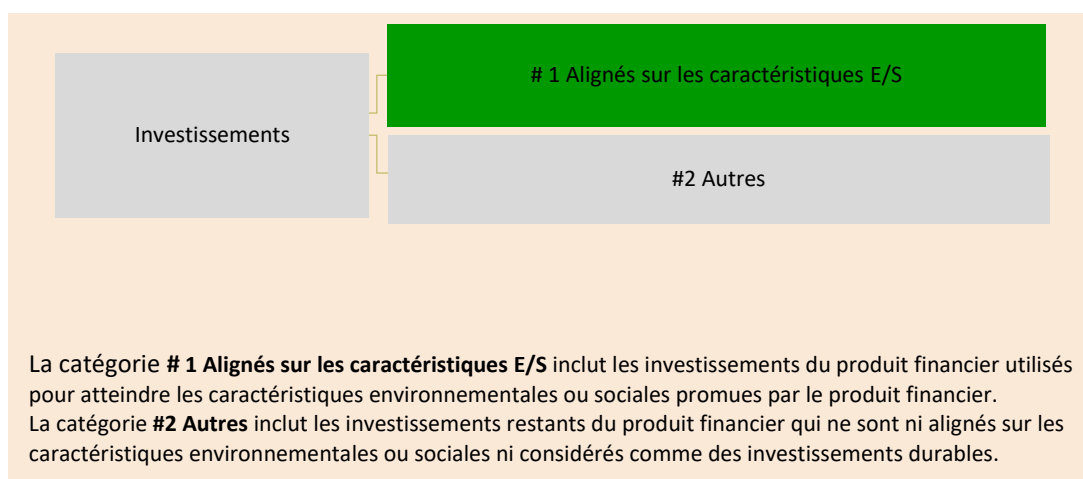 # 1 Alignés sur les caractéristiques E/S
Investissements
#2 Autres
La catégorie # 1 Alignés sur les caractéristiques E/S inclut les investissements du produit financier utilisés
pour atteindre les caractéristiques environnementales ou sociales promues par le produit financier.
La catégorie #2 Autres inclut les investissements restants du produit financier qui ne sont ni alignés sur les
caractéristiques environnementales ou sociales ni considérés comme des investissements durables.